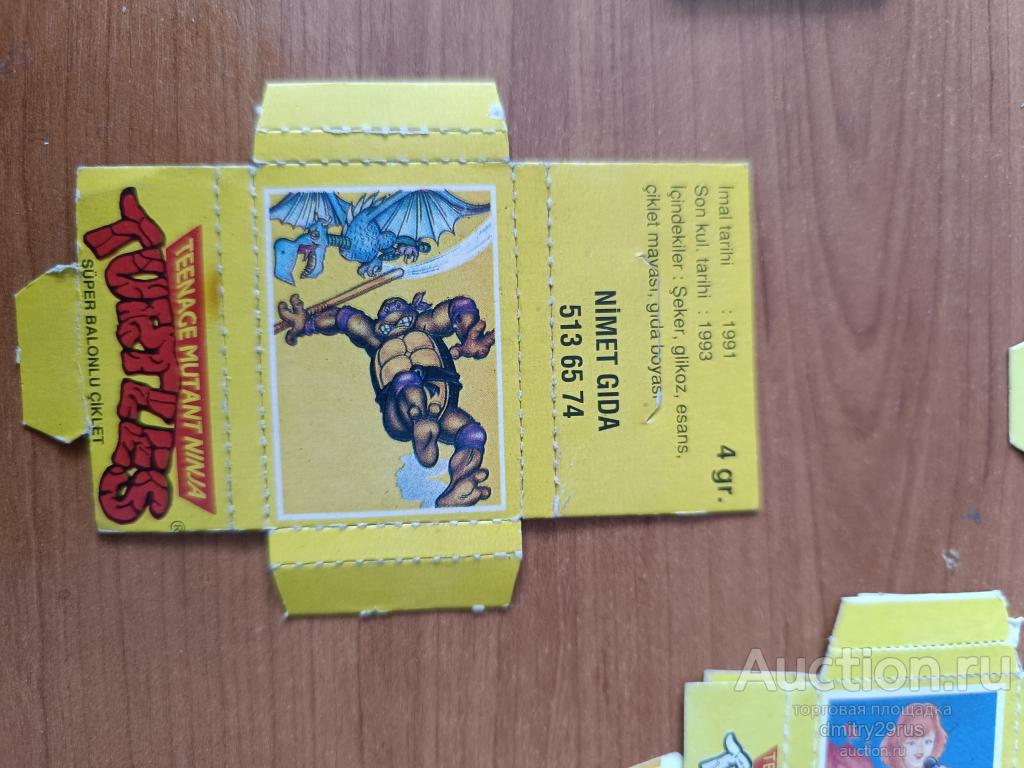 TEENAGE MUTANT NINJA
TURTLES
®
SÜPER BALONLU ÇİKLET
İmal tarihi : 1991
Son kul. tarihi : 1993
İçindekiler : Şeker, glikoz, esans,
çiklet mayası, gıda boyası
4 gr.
NİMET GIDA
513 65 74
TE
Auction.ru
торговая площадка
dmitry29rus
auction.ru